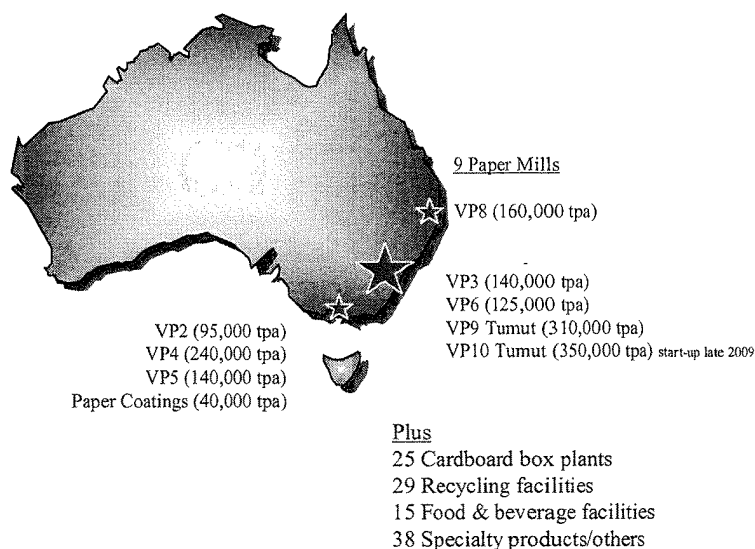 9 Paper Mills
VP8 (160,000 tpa)
VP3 (140,000 tpa)
VP6 (125,000 tpa)
VP9 Tumut (310,000 tpa)
VP10 Tumut (350,000 tpa) start-up late 2009
VP2 (95,000 tpa)
VP4 (240,000 tpa)
VP5 (140,000 tpa)
Paper Coatings (40,000 tpa)
Plus
25 Cardboard box plants
29 Recycling facilities
15 Food & beverage facilities
38 Specialty products/others